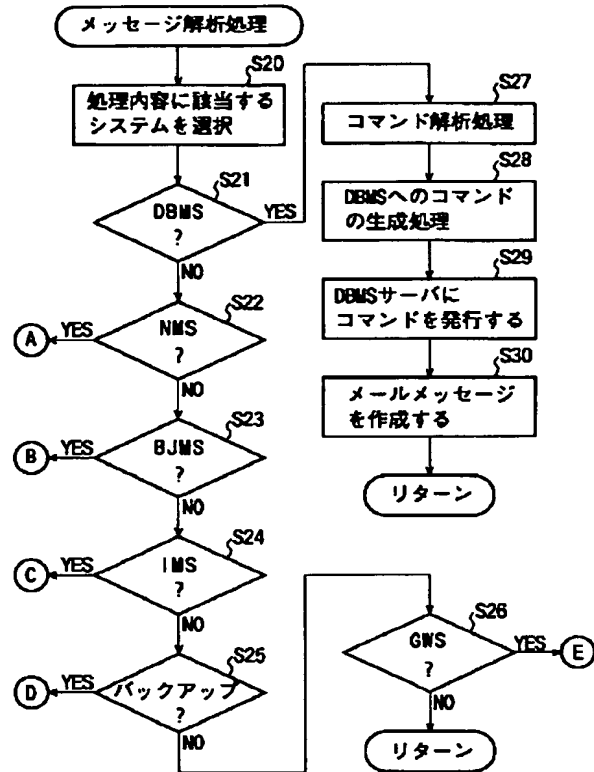 メッセージ解析処理
S20
処理内容に該当する
システムを選択
S21
DBMS
?
YES
NO
S22
NMS
?
YES
A
NO
S23
BJMS
?
YES
B
NO
S24
IMS
?
YES
C
NO
S25
バックアップ
?
YES
D
NO
S26
GWS
?
YES
E
NO
リターン
S27
コマンド解析処理
S28
DBMSへのコマンド
の生成処理
S29
DBMSサーバに
コマンドを発行する
S30
メールメッセージ
を作成する
リターン